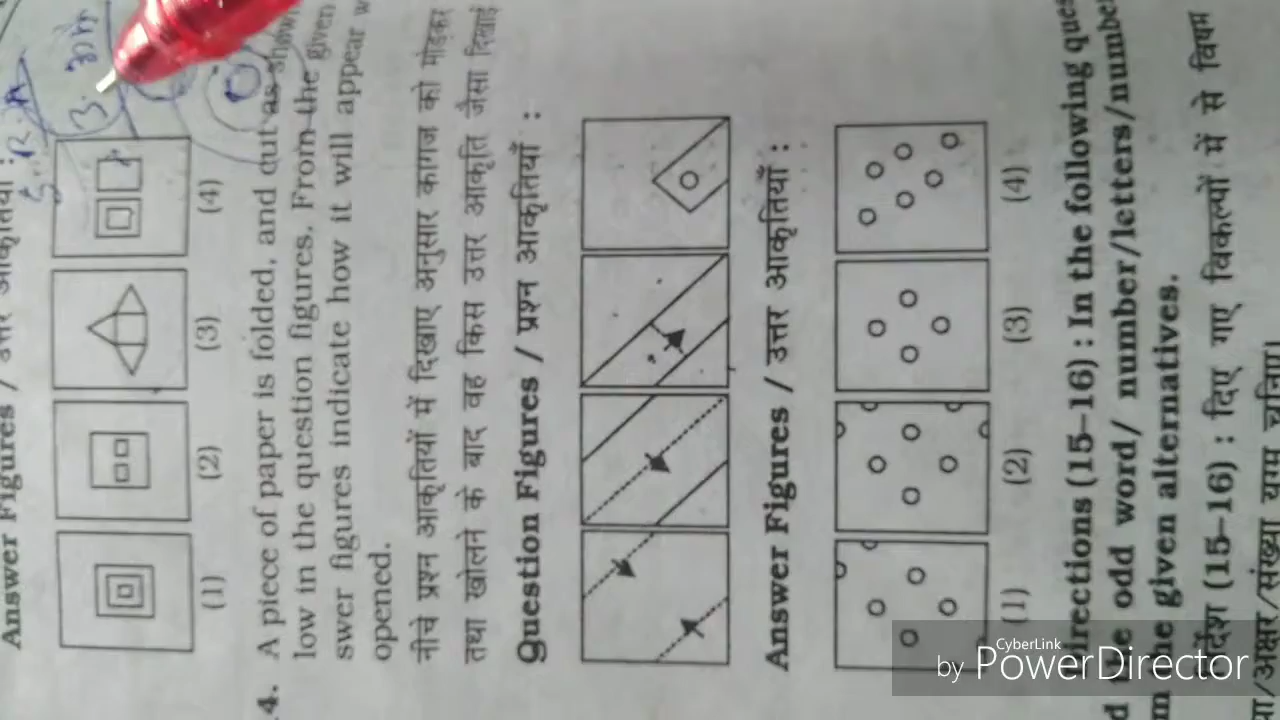 Answer Figures / उत्तर आकृतियाँ :
(1) (2) (3) (4)
4. A piece of paper is folded, and cut as shown
low in the question figures. From the given
swer figures indicate how it will appear w
opened.
नीचे प्रश्न आकृतियों में दिखाए अनुसार कागज को मोड़कर
तथा खोलने के बाद वह किस उत्तर आकृति जैसा दिखाई
Question Figures / प्रश्न आकृतियाँ :
Answer Figures / उत्तर आकृतियाँ :
(1) (2) (3) (4)
Directions (15–16) : In the following ques
d the odd word/ number/letters/numbe
m the given alternatives.
निर्देश (15–16) : दिए गए विकल्पों में से विषम
/अक्षर/संख्या युग्म चुनिए।
CyberLink
by PowerDirector